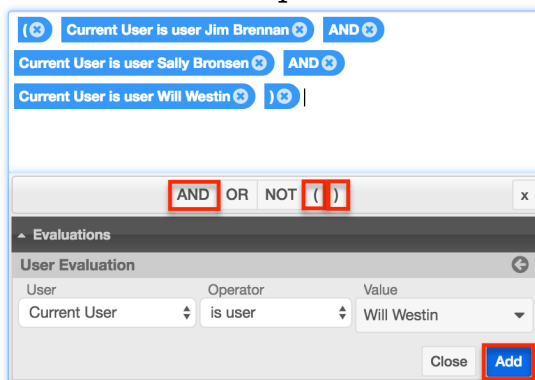 ( Current User is user Jim Brennan AND
Current User is user Sally Bronsen AND
Current User is user Will Westin )
AND OR NOT ( ) x
Evaluations
User Evaluation
User Operator Value
Current User is user Will Westin
Close Add